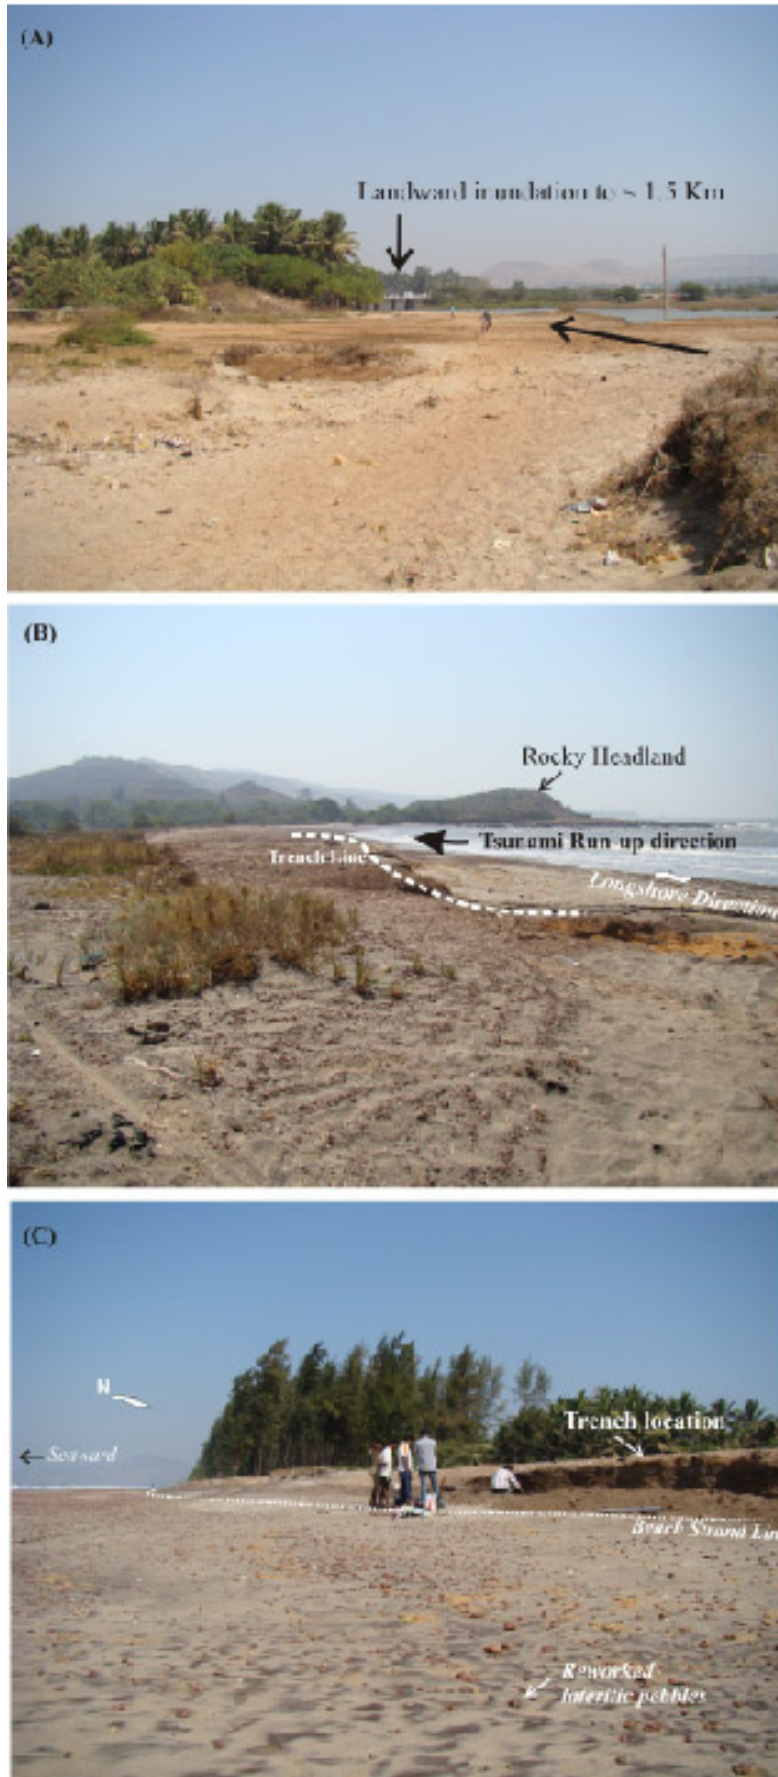 (A)
Landward inundation to ~ 1.5 Km
(B)
Rocky Headland
Tsunami Run-up direction
Trench Line
Longshore Direction
(C)
N
Seaward
Trench location
Beach Strand Line
Reworked
lateritic pebbles